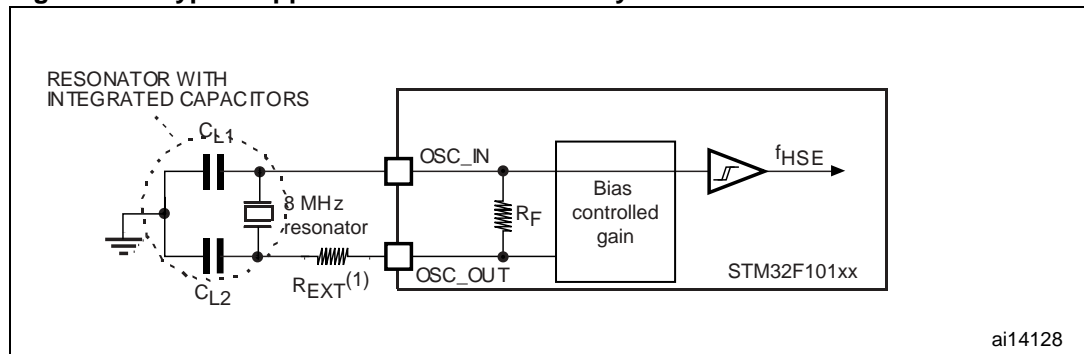 RESONATOR WITH
INTEGRATED CAPACITORS
CL1
OSC_IN
fHSE
8 MHz
resonator
RF
Bias
controlled
gain
OSC_OUT
STM32F101xx
REXT(1)
CL2
ai14128